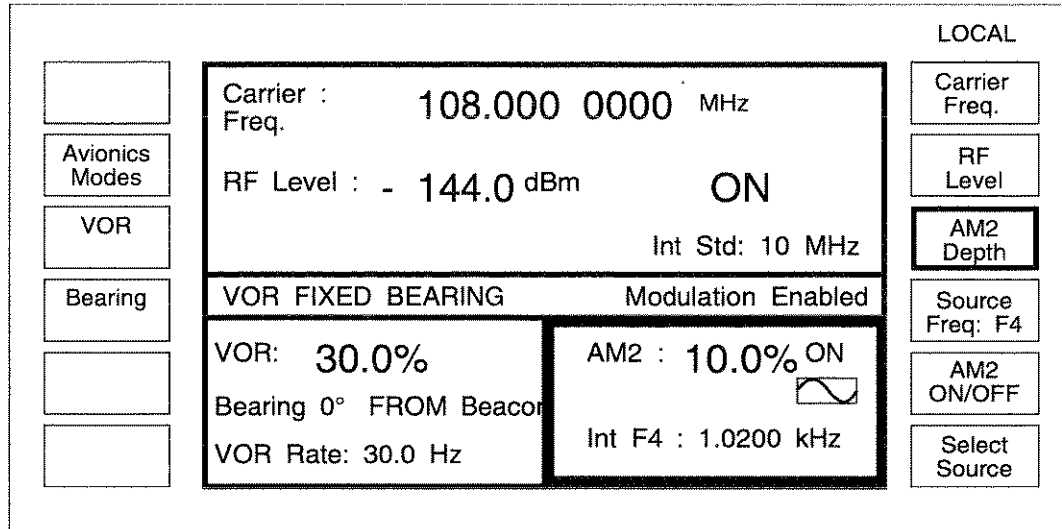 LOCAL
Avionics
Modes
VOR
Bearing
Carrier :
Freq.
108.000 0000 MHz
RF Level : - 144.0 dBm ON
Int Std: 10 MHz
VOR FIXED BEARING Modulation Enabled
VOR: 30.0%
Bearing 0° FROM Beacon
VOR Rate: 30.0 Hz
AM2 : 10.0% ON
Int F4 : 1.0200 kHz
Carrier
Freq.
RF
Level
AM2
Depth
Source
Freq: F4
AM2
ON/OFF
Select
Source